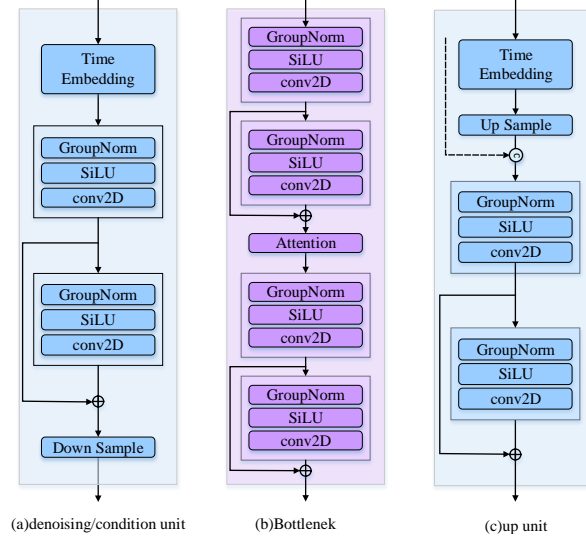 Time
Embedding
GroupNorm
SiLU
conv2D
GroupNorm
SiLU
conv2D
Down Sample
(a)denoising/condition unit
GroupNorm
SiLU
conv2D
GroupNorm
SiLU
conv2D
Attention
GroupNorm
SiLU
conv2D
GroupNorm
SiLU
conv2D
(b)Bottlenek
Time
Embedding
Up Sample
C
GroupNorm
SiLU
conv2D
GroupNorm
SiLU
conv2D
(c)up unit